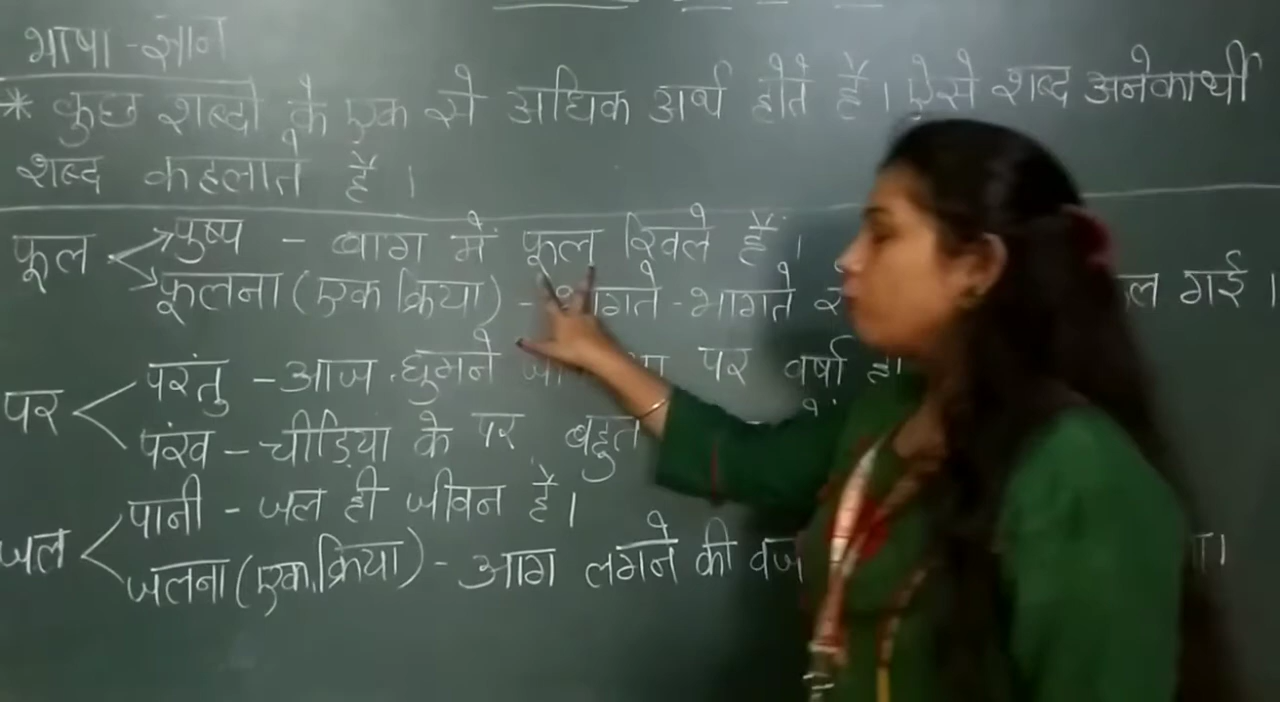 भाषा - ज्ञान
* कुछ शब्दो के एक से अधिक अर्थ होते हैं। ऐसे शब्द अनेकार्थी
शब्द कहलाते हैं।
फूल
पुष्प - बाग में फूल खिले हैं।
फूलना (एक क्रिया) - भागते - भागते गई।
पर
परंतु - आज घुमने पर वर्षा
पंख - चीड़िया के पर बहुत
जल
पानी - जल ही जीवन हैं।
जलना (एक क्रिया) - आग लगने की